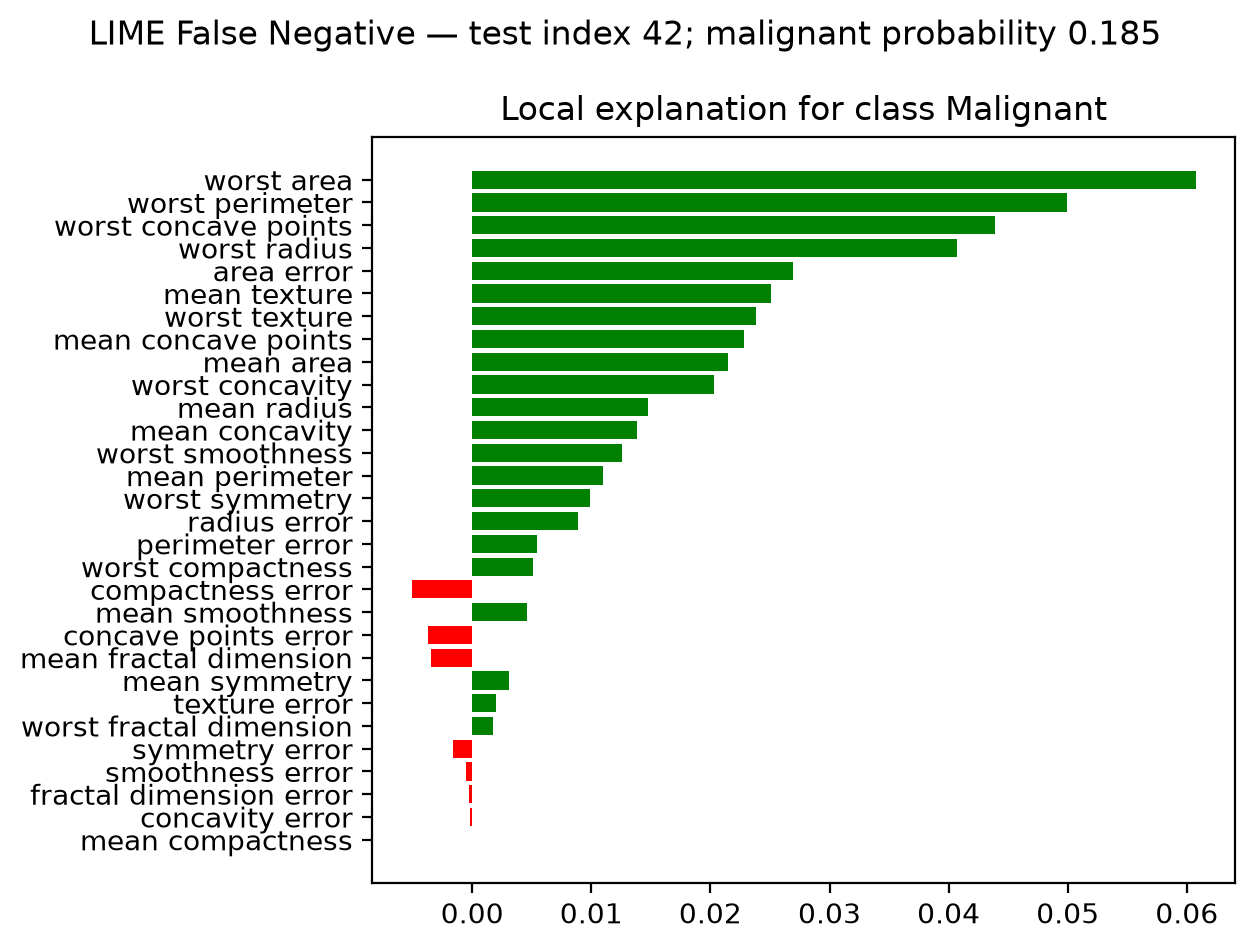 LIME False Negative — test index 42; malignant probability 0.185
Local explanation for class Malignant
worst area
worst perimeter
worst concave points
worst radius
area error
mean texture
worst texture
mean concave points
mean area
worst concavity
mean radius
mean concavity
worst smoothness
mean perimeter
worst symmetry
radius error
perimeter error
worst compactness
compactness error
mean smoothness
concave points error
mean fractal dimension
mean symmetry
texture error
worst fractal dimension
symmetry error
smoothness error
fractal dimension error
concavity error
mean compactness
0.00 0.01 0.02 0.03 0.04 0.05 0.06